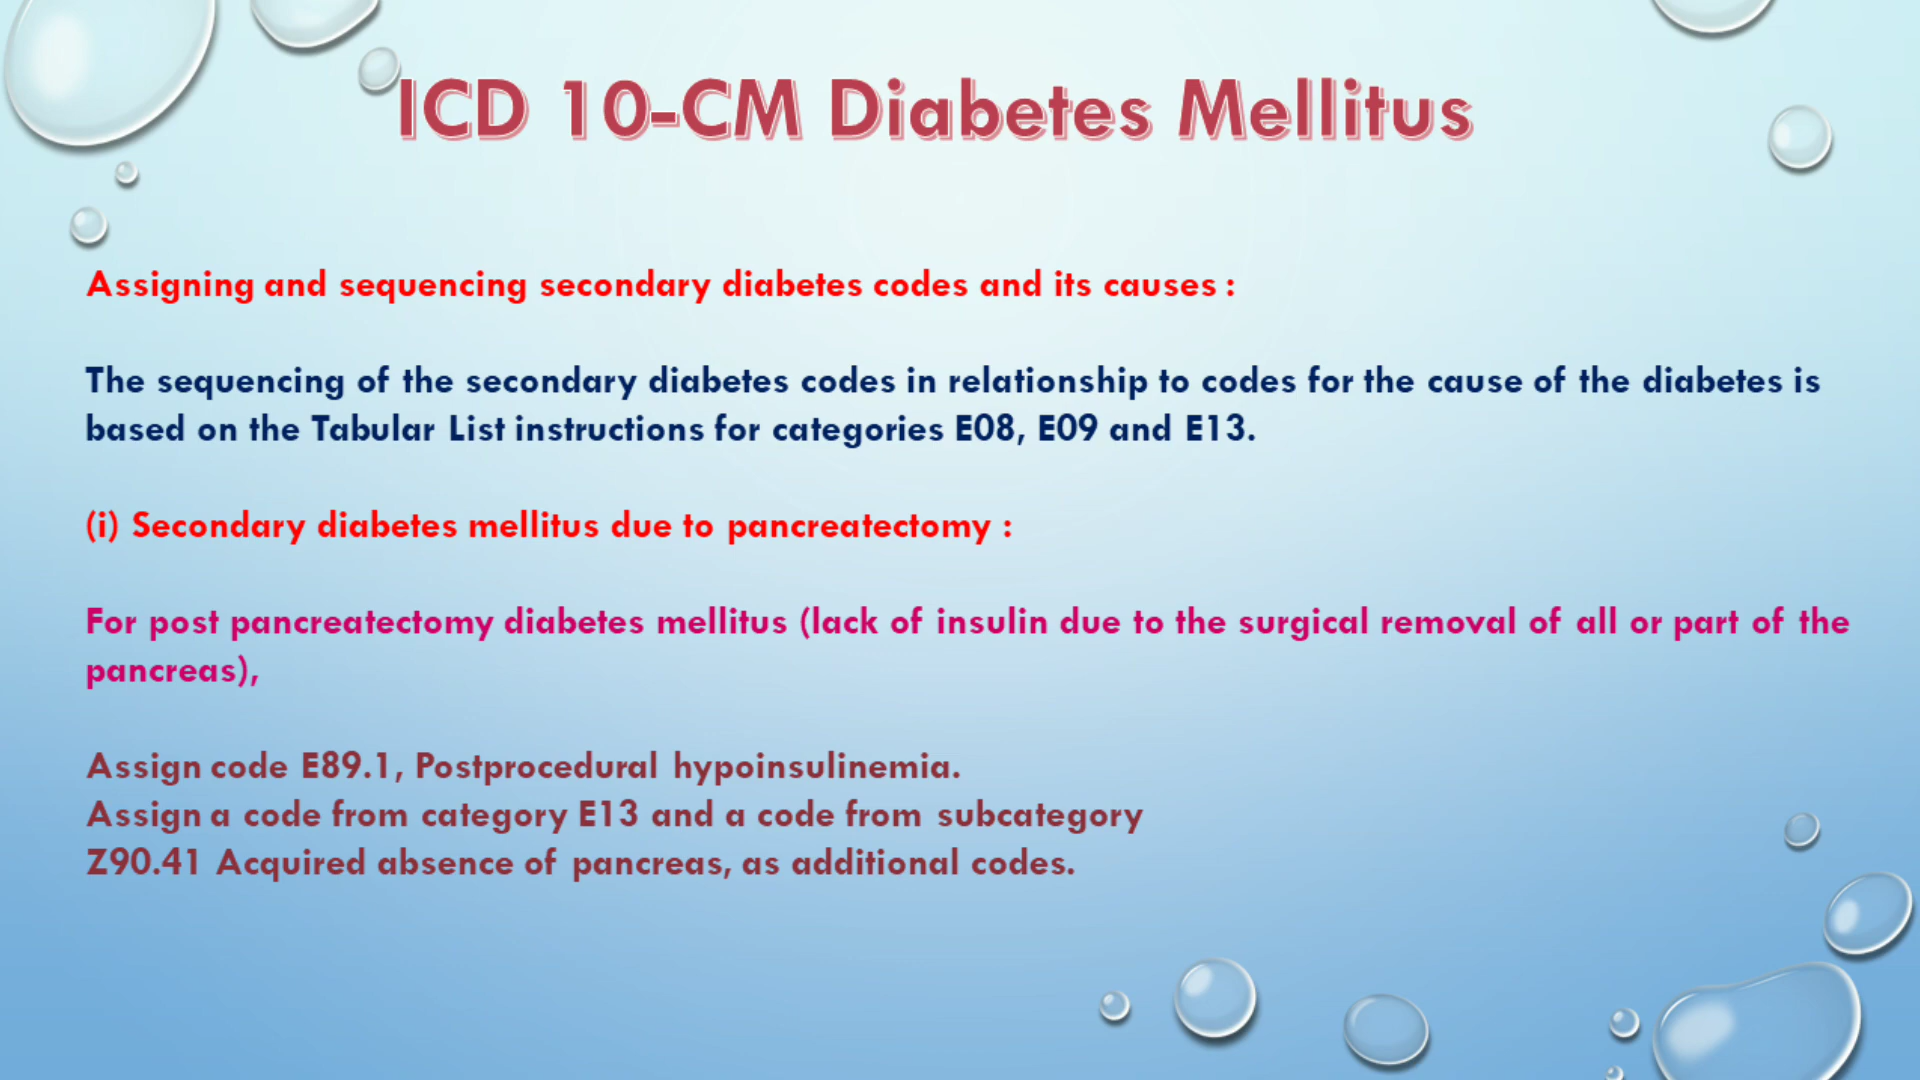 ICD 10-CM Diabetes Mellitus
Assigning and sequencing secondary diabetes codes and its causes :
The sequencing of the secondary diabetes codes in relationship to codes for the cause of the diabetes is
based on the Tabular List instructions for categories E08, E09 and E13.
(i) Secondary diabetes mellitus due to pancreatectomy :
For post pancreatectomy diabetes mellitus (lack of insulin due to the surgical removal of all or part of the
pancreas),
Assign code E89.1, Postprocedural hypoinsulinemia.
Assign a code from category E13 and a code from subcategory
Z90.41 Acquired absence of pancreas, as additional codes.